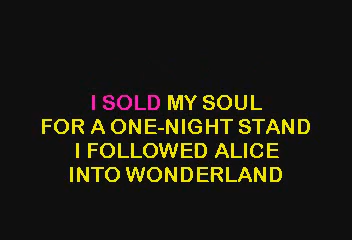 I SOLD MY SOUL
FOR A ONE-NIGHT STAND
I FOLLOWED ALICE
INTO WONDERLAND